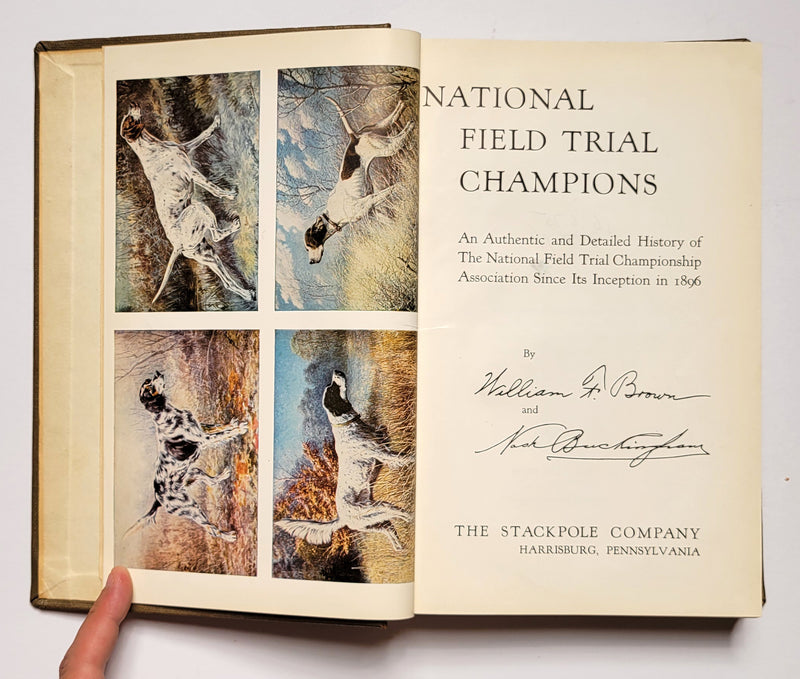 NATIONAL
FIELD TRIAL
CHAMPIONS
An Authentic and Detailed History of
The National Field Trial Championship
Association Since Its Inception in 1896
By
William F. Brown
and
Nash Buckingham
THE STACKPOLE COMPANY
HARRISBURG, PENNSYLVANIA